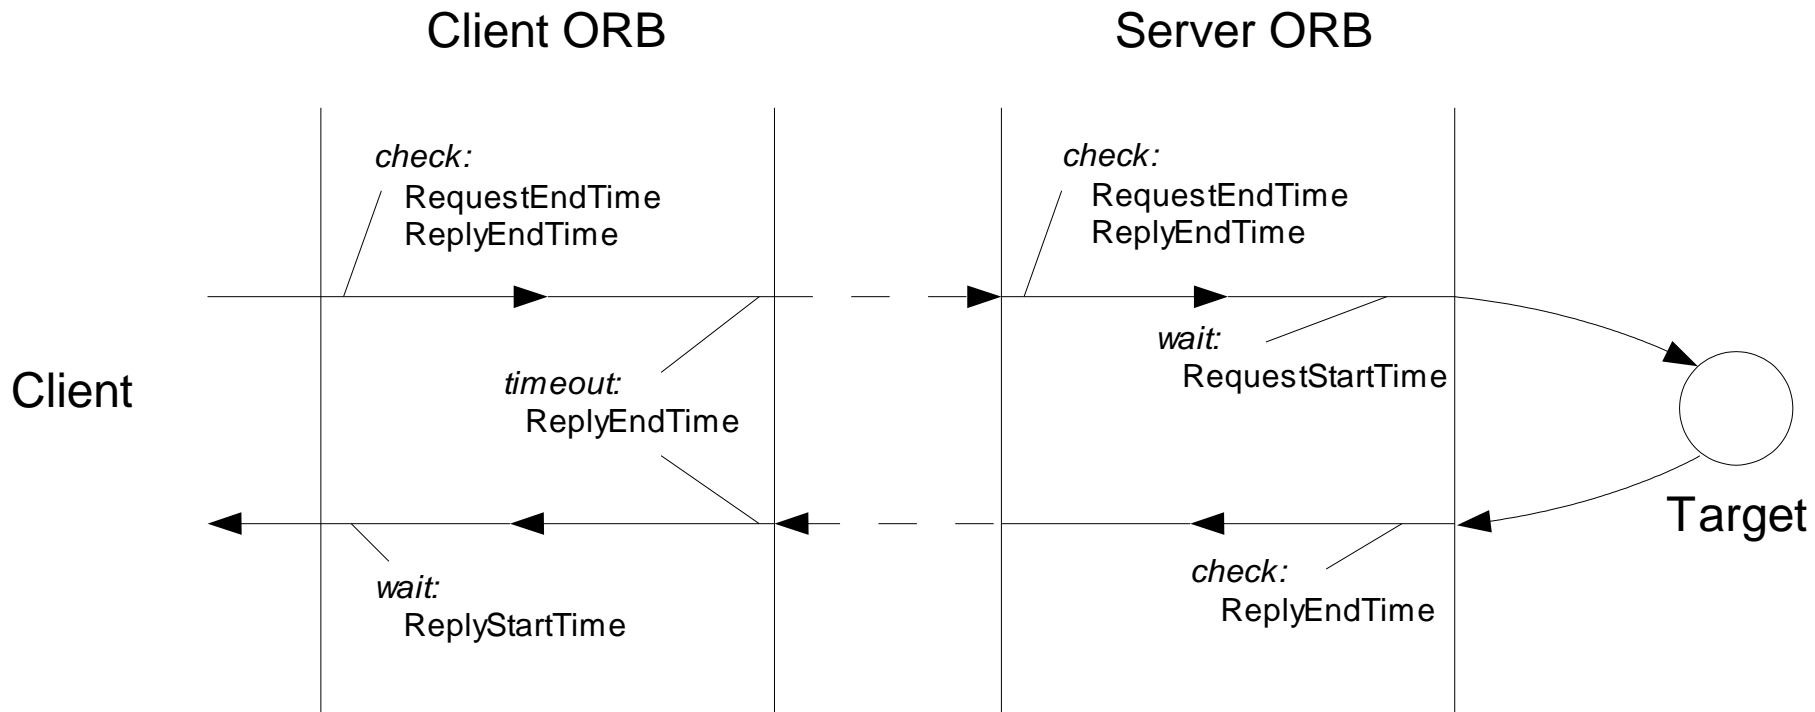 Client ORB
Server ORB
check:
RequestEndTime
ReplyEndTime
check:
RequestEndTime
ReplyEndTime
wait:
RequestStartTime
Client
timeout:
ReplyEndTime
Target
wait:
ReplyStartTime
check:
ReplyEndTime